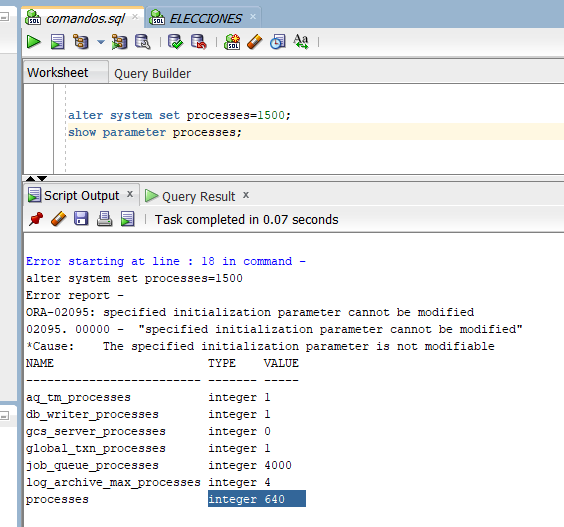 comandos.sql
ELECCIONES
Worksheet
Query Builder
alter system set processes=1500;
show parameter processes;
Script Output
Query Result
Task completed in 0.07 seconds
Error starting at line : 18 in command -
alter system set processes=1500
Error report -
ORA-02095: specified initialization parameter cannot be modified
02095. 00000 -  "specified initialization parameter cannot be modified"
*Cause:    The specified initialization parameter is not modifiable
NAME                      TYPE    VALUE
------------------------- ------- -----
aq_tm_processes           integer 1
db_writer_processes       integer 1
gcs_server_processes      integer 0
global_txn_processes      integer 1
job_queue_processes       integer 4000
log_archive_max_processes integer 4
processes                 integer 640